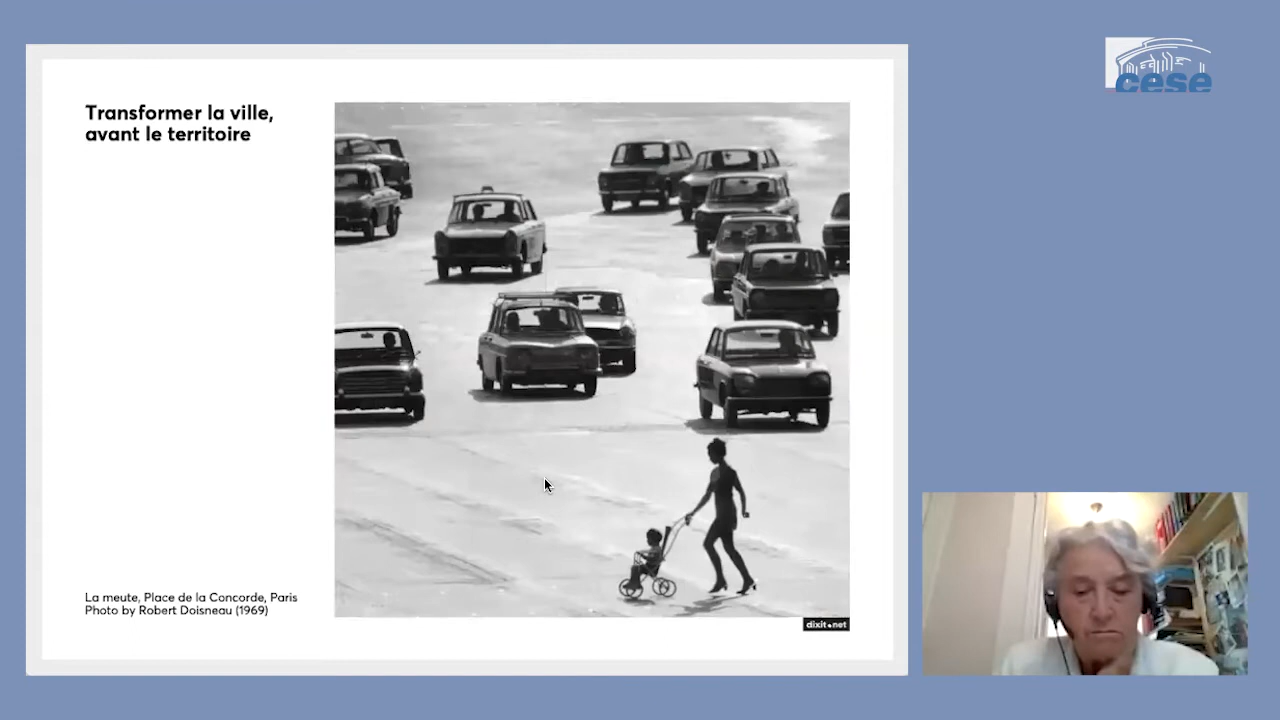 Transformer la ville,
avant le territoire
cese
La meute, Place de la Concorde, Paris
Photo by Robert Doisneau (1969)
dixit.net